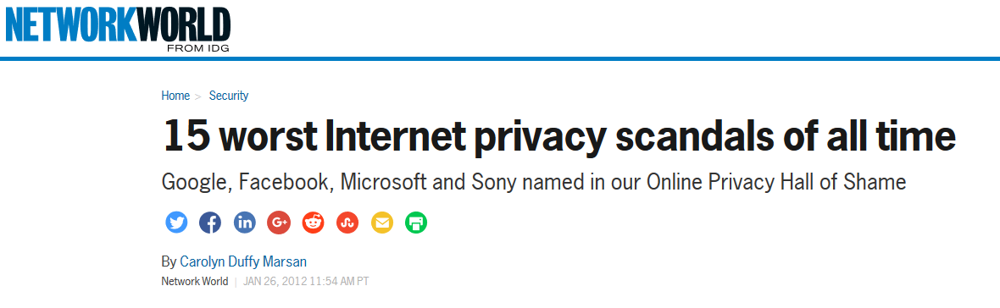 NETWORKWORLD
FROM IDG
Home > Security
15 worst Internet privacy scandals of all time
Google, Facebook, Microsoft and Sony named in our Online Privacy Hall of Shame
By Carolyn Duffy Marsan
Network World | JAN 26, 2012 11:54 AM PT